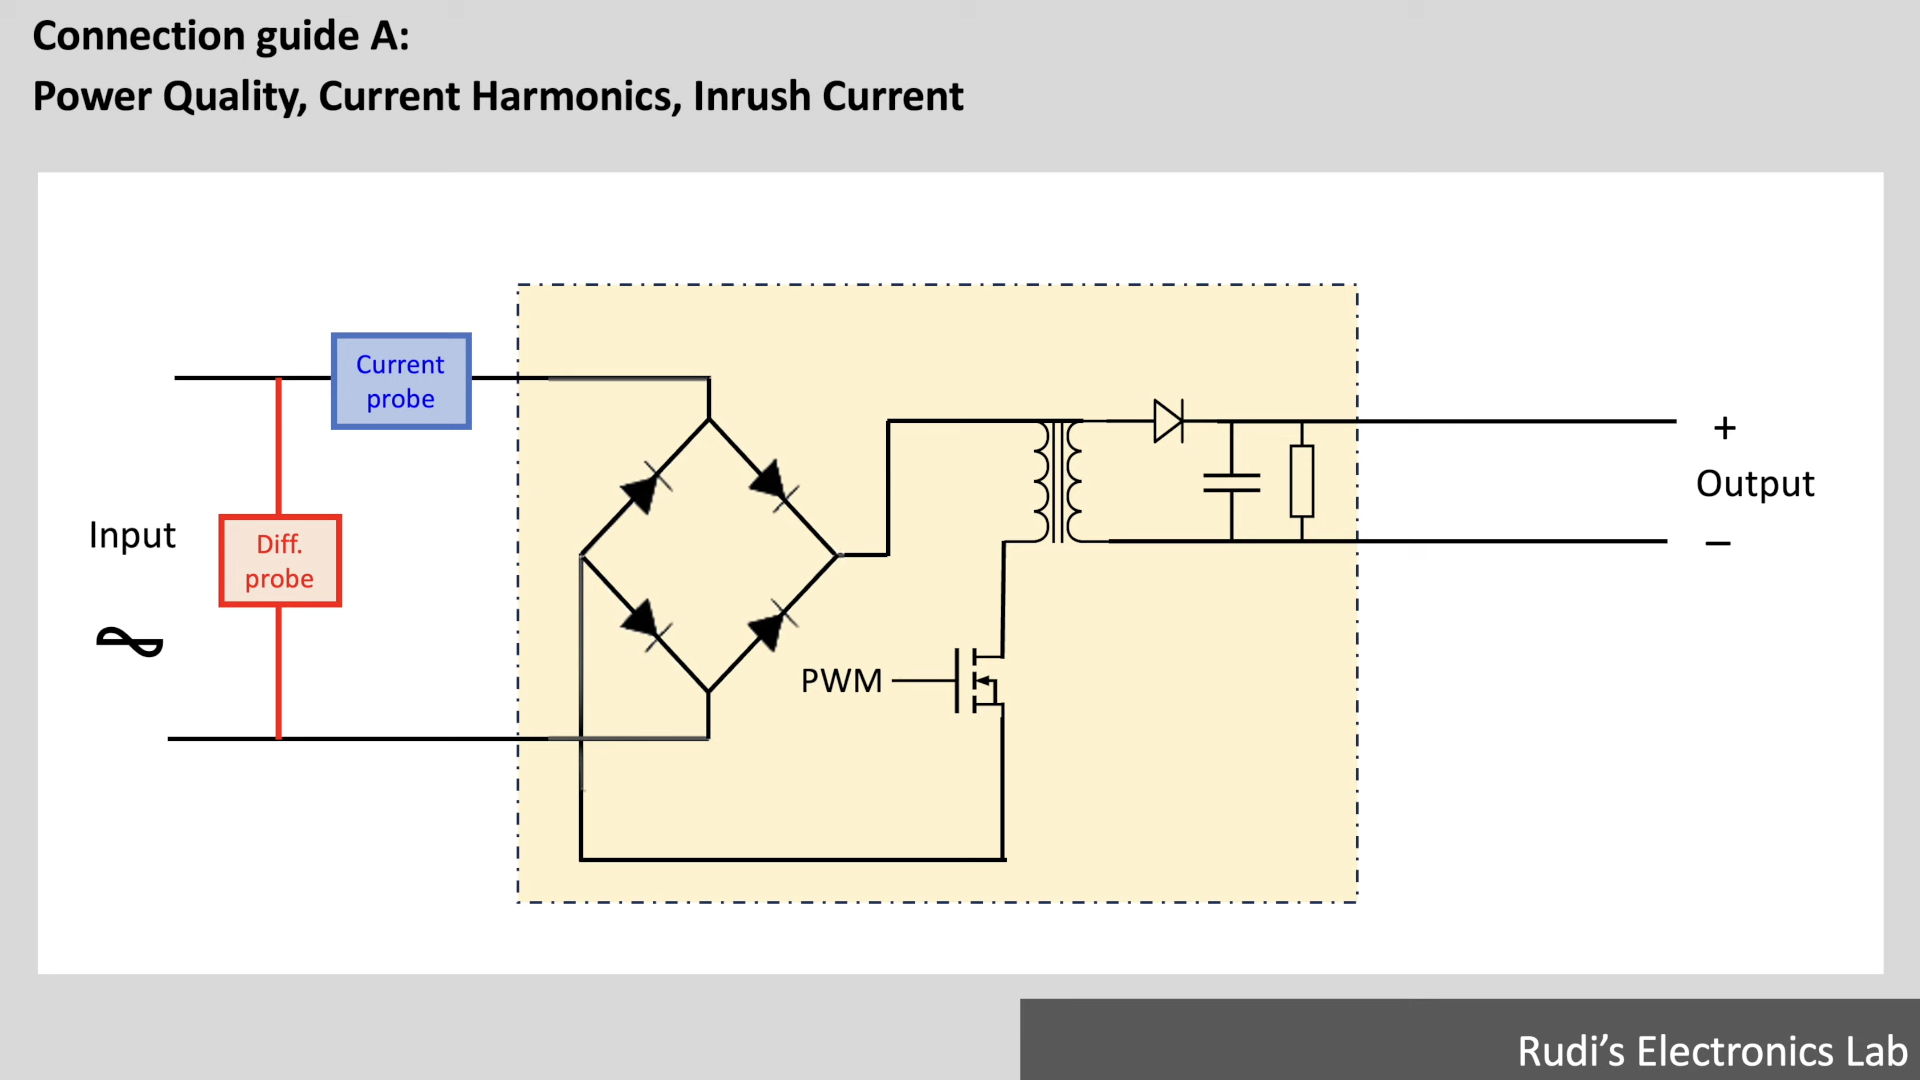 Connection guide A:
Power Quality, Current Harmonics, Inrush Current
Current
probe
Input
Diff.
probe
PWM
+
Output
−
Rudi’s Electronics Lab